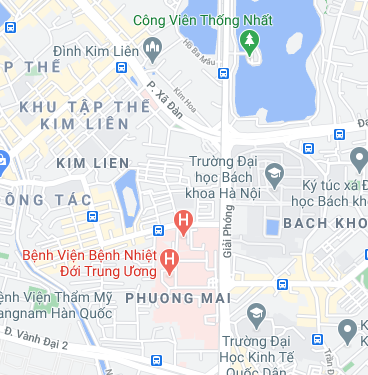 Công Viên Thống Nhất
Hồ Ba Mẫu
Đình Kim Liên
P THỂ
Kim Hoa
P. Xã Đàn
KHU TẬP THỂ
KIM LIÊN
Đạ
KIM LIEN
Trường Đại
học Bách
khoa Hà Nội
Ký túc xá Đ
học Bách kho
ÔNG TÁC
H
Giải Phóng
BACH KHO
Bệnh Viện Bệnh Nhiệt
Đới Trung Ương
H
ệnh Viện Thẩm Mỹ
angnam Hàn Quốc
PHUONG MAI
Đ. Vành Đai 2
Trường Đại
Học Kinh Tế
Quốc Dân
K
K
Trần Đ